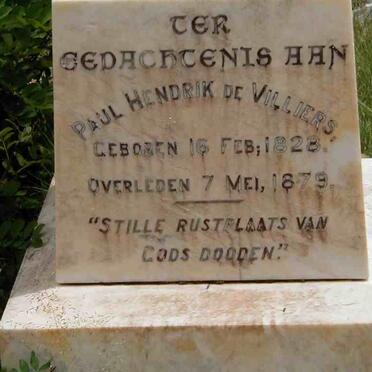 TER
GEDACHTENIS AAN
PAUL HENDRIK DE VILLIERS.
GEBOREN 16 FEB; 1828.
OVERLEDEN 7 MEI, 1879.
"STILLE RUSTPLAATS VAN
GODS DOODEN."